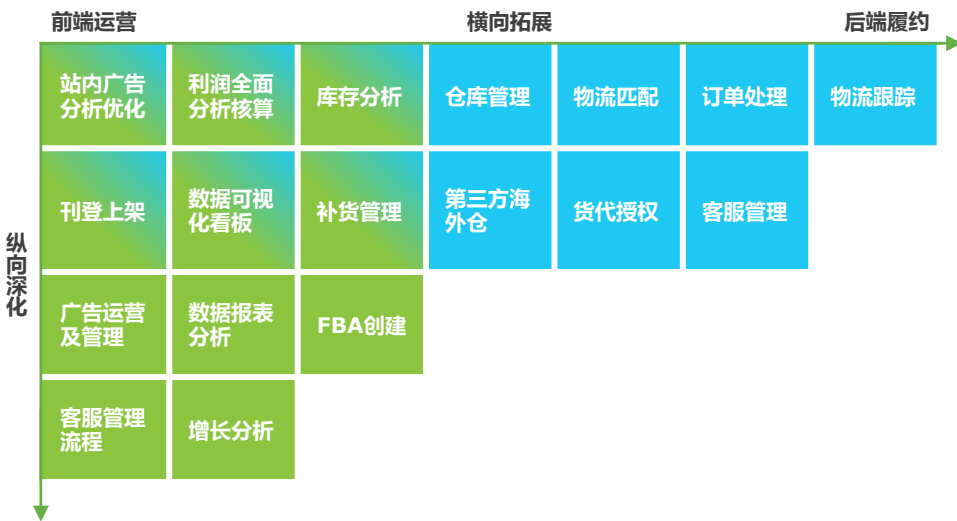 前端运营
横向拓展
后端履约
纵向深化
站内广告
分析优化
利润全面
分析核算
库存分析
仓库管理
物流匹配
订单处理
物流跟踪
刊登上架
数据可视
化看板
补货管理
第三方海
外仓
货代授权
客服管理
广告运营
及管理
数据报表
分析
FBA创建
客服管理
流程
增长分析